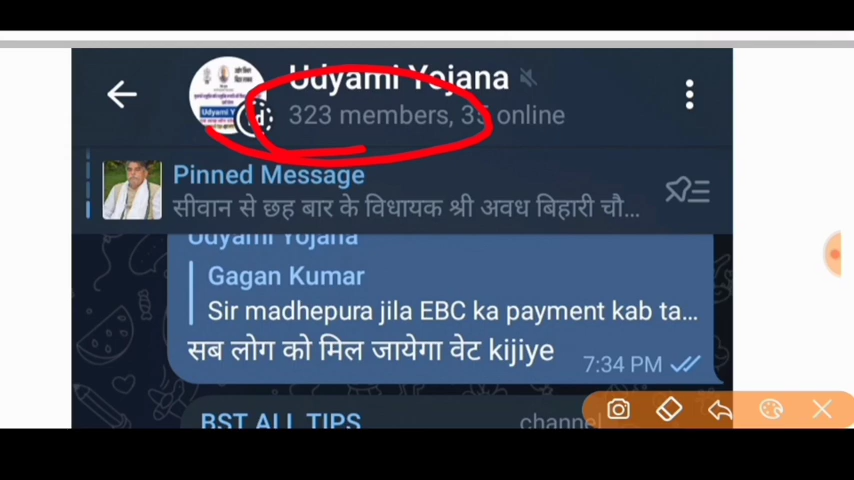 Udyami Yojana
323 members, 35 online
Pinned Message
सीवान से छह बार के विधायक श्री अवध बिहारी चौ...
Udyami Yojana
Gagan Kumar
Sir madhepura jila EBC ka payment kab ta...
सब लोग को मिल जायेगा वेट kijiye
7:34 PM
BST ALL TIPS
channel